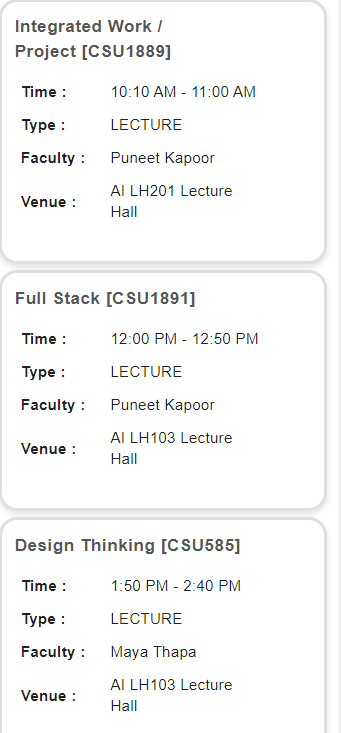 Integrated Work /
Project [CSU1889]
Time : 10:10 AM - 11:00 AM
Type : LECTURE
Faculty : Puneet Kapoor
Venue : AI LH201 Lecture
Hall
Full Stack [CSU1891]
Time : 12:00 PM - 12:50 PM
Type : LECTURE
Faculty : Puneet Kapoor
Venue : AI LH103 Lecture
Hall
Design Thinking [CSU585]
Time : 1:50 PM - 2:40 PM
Type : LECTURE
Faculty : Maya Thapa
Venue : AI LH103 Lecture
Hall